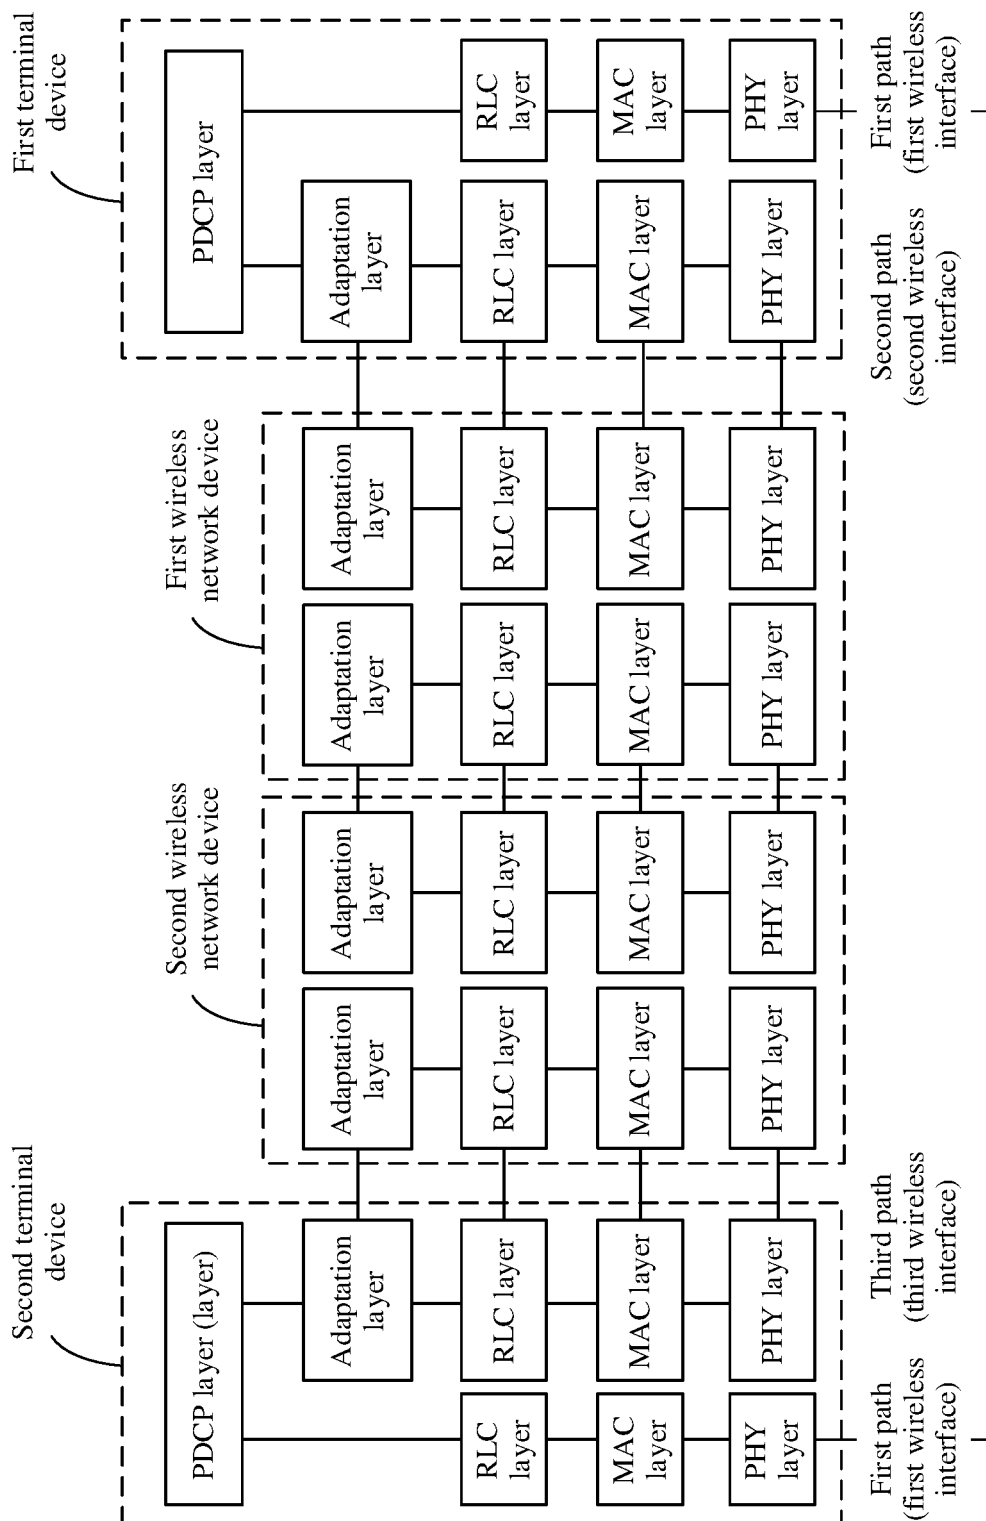 Second terminal
device
Second wireless
network device
First wireless
network device
First terminal
device
PDCP layer (layer)
PDCP layer
Adaptation
layer
Adaptation
layer
Adaptation
layer
Adaptation
layer
Adaptation
layer
Adaptation
layer
RLC
layer
RLC layer
RLC layer
RLC layer
RLC layer
RLC layer
RLC layer
RLC
layer
MAC
layer
MAC layer
MAC layer
MAC layer
MAC layer
MAC layer
MAC layer
MAC
layer
PHY
layer
PHY layer
PHY layer
PHY layer
PHY layer
PHY layer
PHY layer
PHY
layer
First path
(first wireless
interface)
Third path
(third wireless
interface)
Second path
(second wireless
interface)
First path
(first wireless
interface)